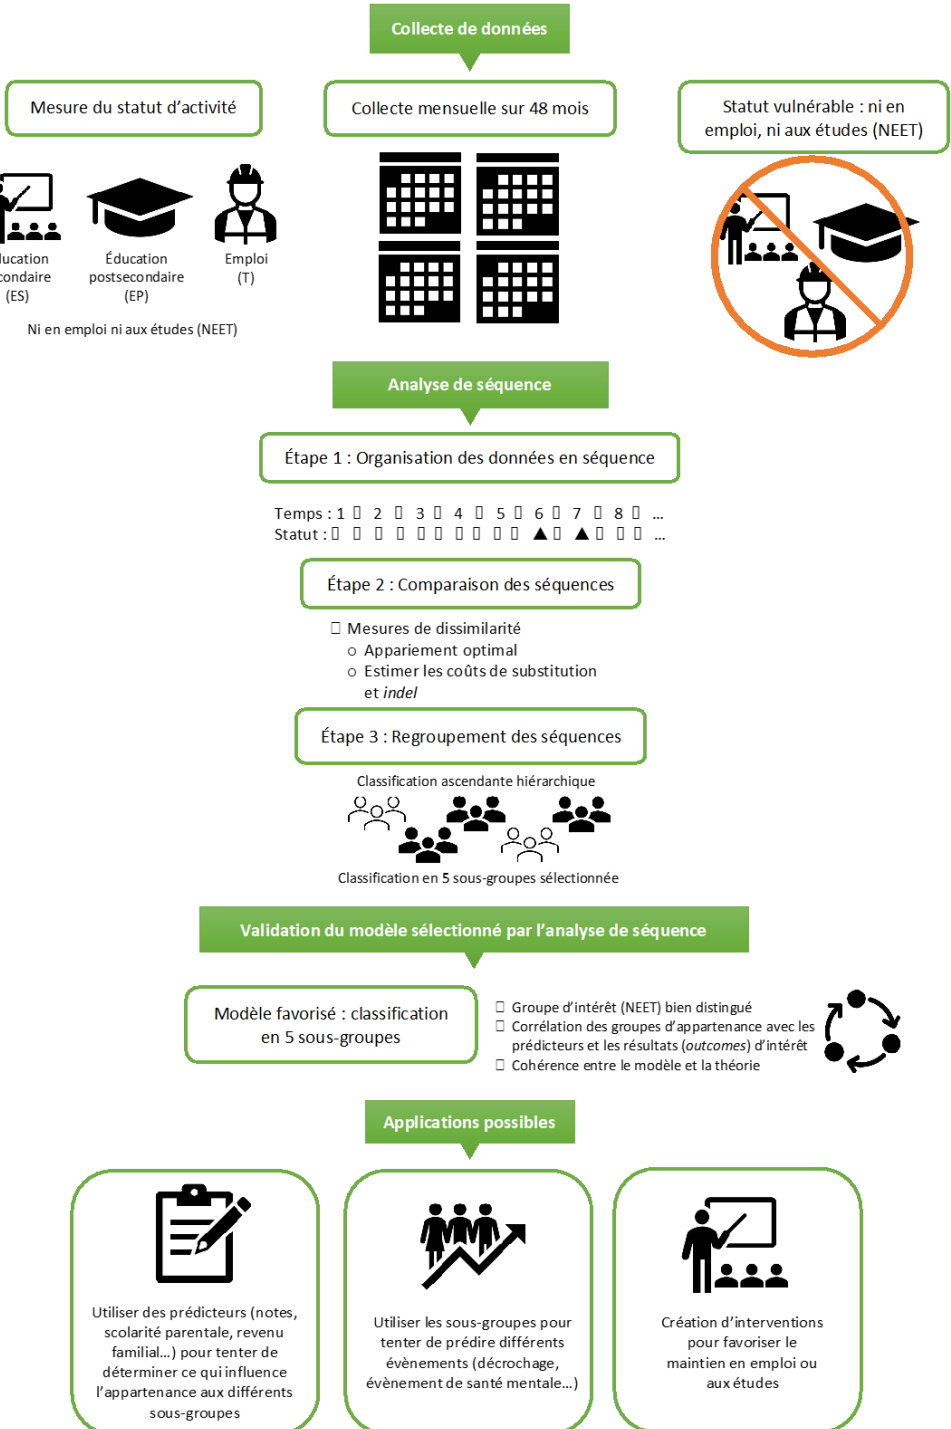 Collecte de données
Mesure du statut d’activité
Collecte mensuelle sur 48 mois
Statut vulnérable : ni en
emploi, ni aux études (NEET)
ducation
condaire
(ES)
Éducation
postsecondaire
(EP)
Emploi
(T)
Ni en emploi ni aux études (NEET)
Analyse de séquence
Étape 1 : Organisation des données en séquence
Temps : 1 ▯ 2 ▯ 3 ▯ 4 ▯ 5 ▯ 6 ▯ 7 ▯ 8 ▯ ...
Statut : ▯ ▯ ▯ ▯ ▯ ▯ ▯ ▯ ▯ ▲ ▯ ▲ ▯ ▯ ▯ ...
Étape 2 : Comparaison des séquences
▯ Mesures de dissimilarité
o Appariement optimal
o Estimer les coûts de substitution
et indel
Étape 3 : Regroupement des séquences
Classification ascendante hiérarchique
Classification en 5 sous-groupes sélectionnée
Validation du modèle sélectionné par l’analyse de séquence
Modèle favorisé : classification
en 5 sous-groupes
▯ Groupe d’intérêt (NEET) bien distingué
▯ Corrélation des groupes d’appartenance avec les
prédicteurs et les résultats (outcomes) d’intérêt
▯ Cohérence entre le modèle et la théorie
Applications possibles
Utiliser des prédicteurs (notes,
scolarité parentale, revenu
familial...) pour tenter de
déterminer ce qui influence
l’appartenance aux différents
sous-groupes
Utiliser les sous-groupes pour
tenter de prédire différents
évènements (décrochage,
évènement de santé mentale...)
Création d’interventions
pour favoriser le
maintien en emploi ou
aux études